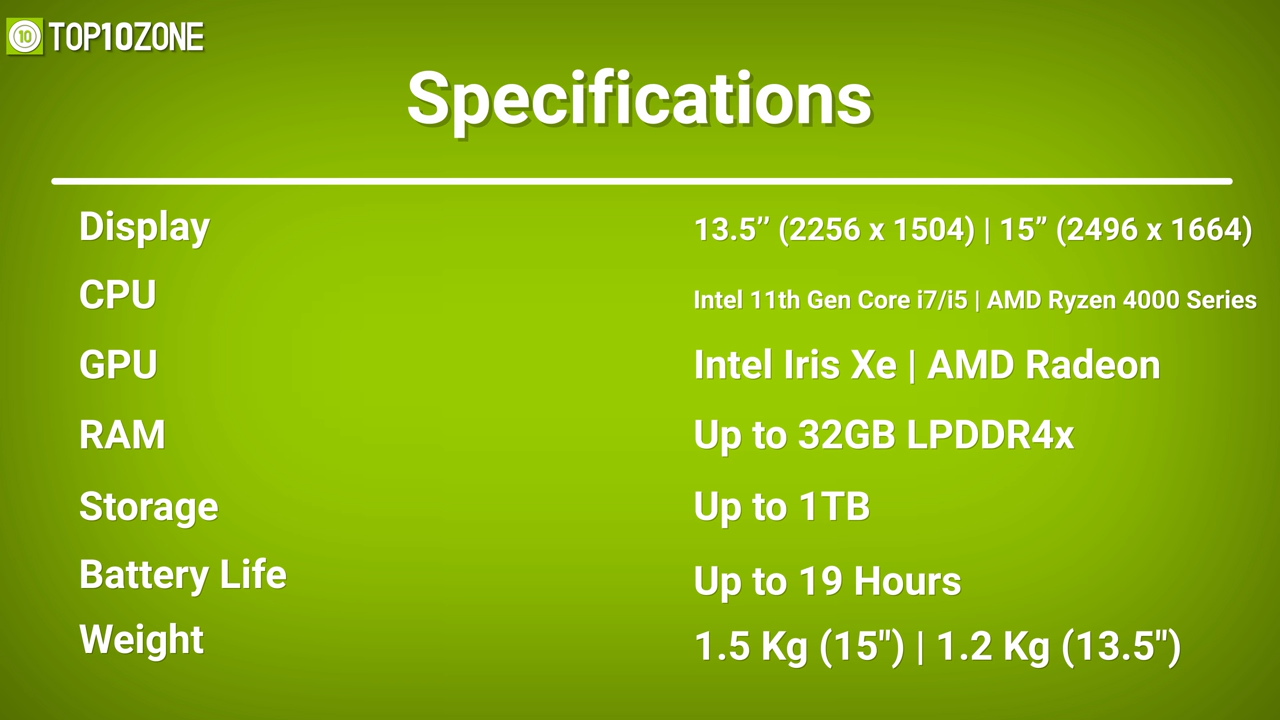 10 TOP10ZONE
Specifications
Display 13.5’’ (2256 x 1504) | 15” (2496 x 1664)
CPU Intel 11th Gen Core i7/i5 | AMD Ryzen 4000 Series
GPU Intel Iris Xe | AMD Radeon
RAM Up to 32GB LPDDR4x
Storage Up to 1TB
Battery Life Up to 19 Hours
Weight 1.5 Kg (15") | 1.2 Kg (13.5")